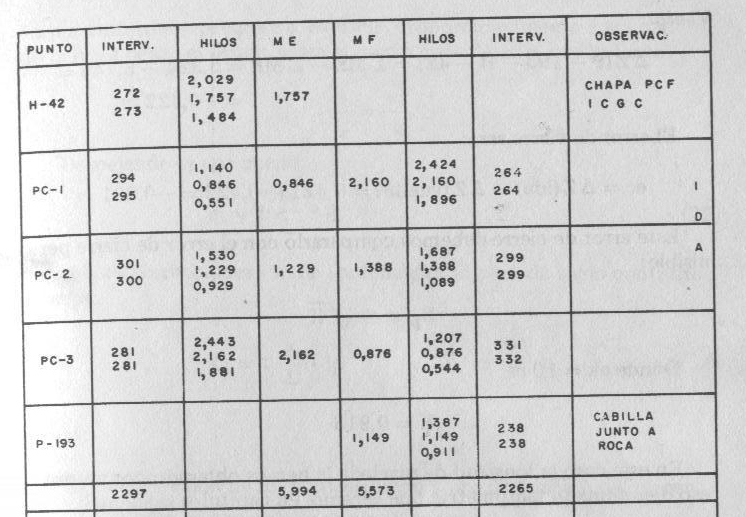 PUNTO INTERV. HILOS ME MF HILOS INTERV. OBSERVAC.
2,029
272 1,757 1,757 CHAPA PCF
H-42 273 1,484 I C G C
1,140 2,424
294 0,846 0,846 2,160 2,160 264
PC-1 295 0,551 1,896 264 I
D
1,530 1,687 A
301 1,229 1,229 1,388 1,388 299
PC-2 300 0,929 1,089 299
2,443 1,207
281 2,162 2,162 0,876 0,876 331
PC-3 281 1,881 0,544 332
1,387 CABILLA
238 1,149 1,149 JUNTO A
P-193 0,911 238 ROCA
2297 5,994 5,573 2265